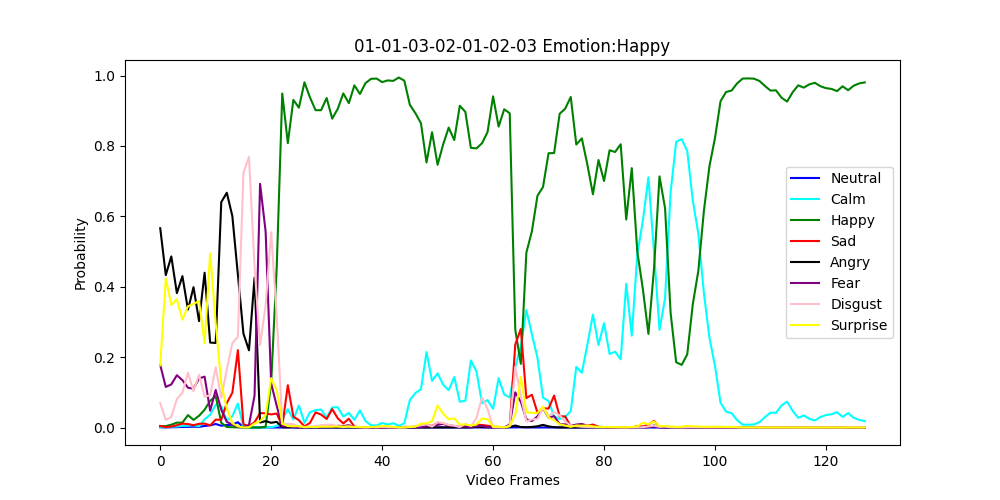 01-01-03-02-01-02-03 Emotion:Happy
1.0
0.8
0.6
0.4
0.2
0.0
Probability
0
20
40
60
80
100
120
Video Frames
Neutral
Calm
Happy
Sad
Angry
Fear
Disgust
Surprise